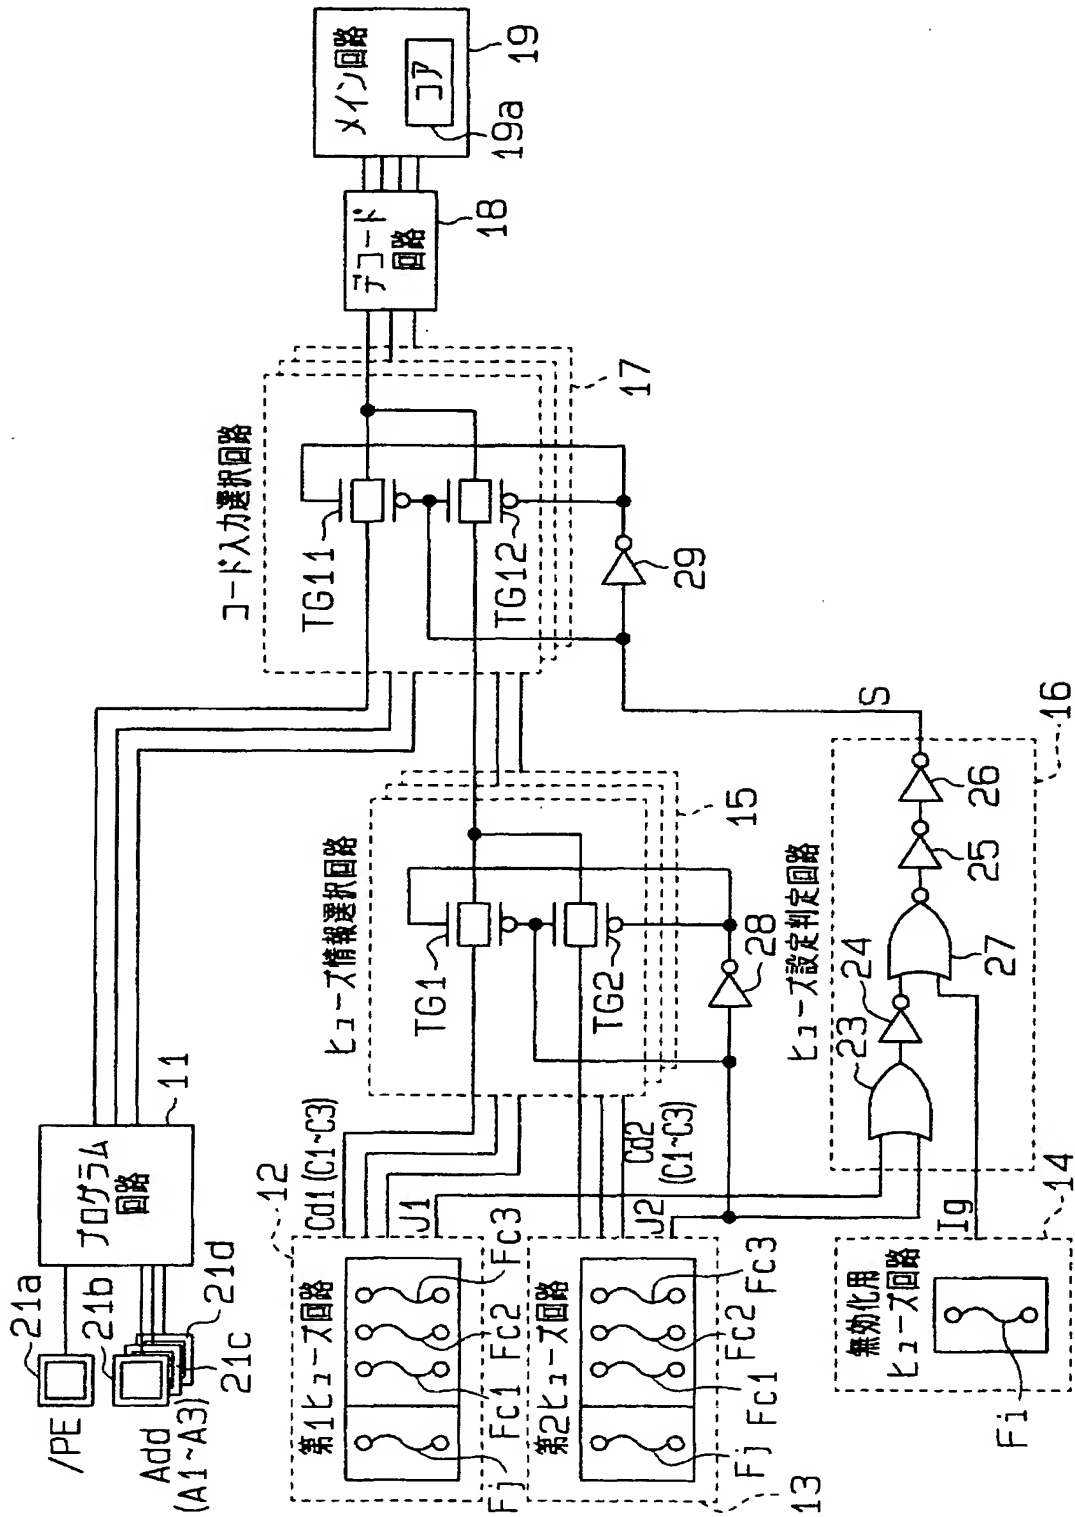 /PE
21a
Add
(A1~A3)
21b
21c
21d
プログラム
回路
11
コード入力選択回路
TG11
TG12
29
17
デコード
回路
18
メイン回路
コア
19
19a
12
第1ヒューズ回路
Fj
Fc1
Fc2
Fc3
Cd1(C1~C3)
J1
ヒューズ情報選択回路
TG1
TG2
28
15
第2ヒューズ回路
Fj
Fc1
Fc2
Fc3
13
Cd2
(C1~C3)
J2
ヒューズ設定判定回路
23
24
27
25
26
16
S
無効化用
ヒューズ回路
Fi
14
Ig